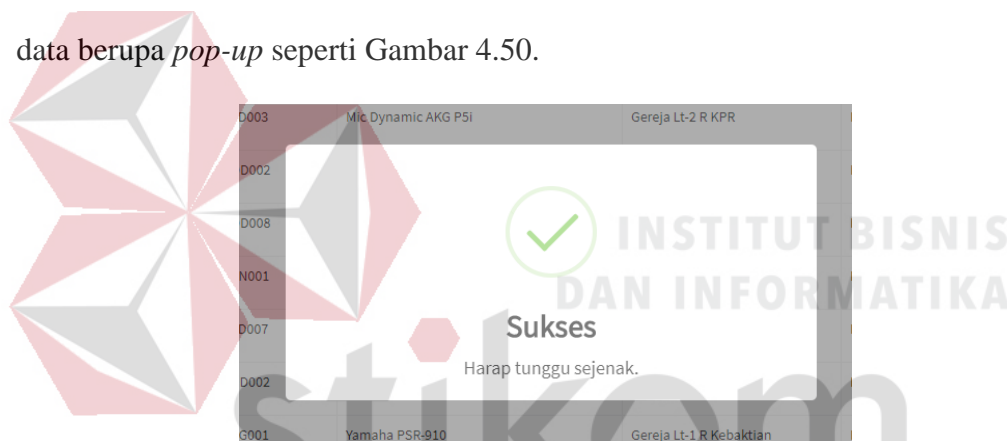 data berupa pop-up seperti Gambar 4.50.
D003 Mic Dynamic AKG P5i Gereja Lt-2 R KPR
D002
D008
INSTITUT BISNIS
N001
DAN INFORMATIKA
D007
Sukses
Harap tunggu sejenak.
D002
stikom
G001 Yamaha PSR-910 Gereja Lt-1 R Kebaktian